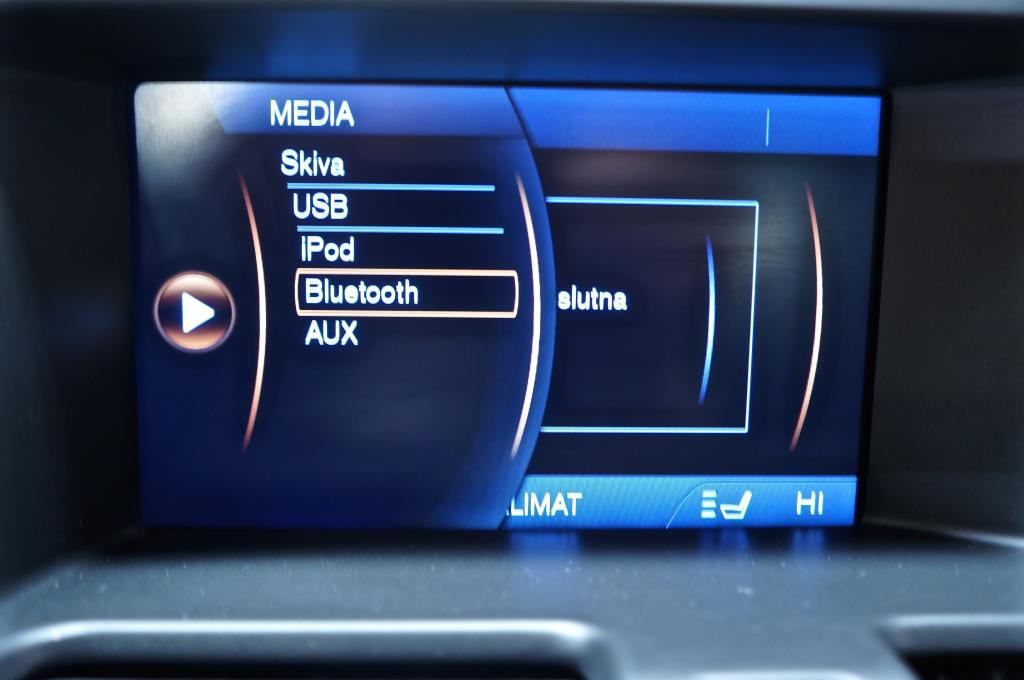 MEDIA
Skiva
USB
iPod
Bluetooth
AUX
slutna
LIMAT
HI